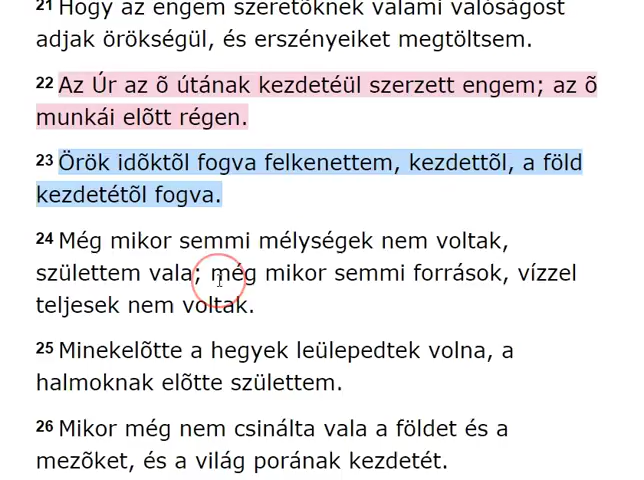 21 Hogy az engem szeretõknek valami valóságost
adjak örökségül, és erszényeiket megtöltsem.
22 Az Úr az õ útának kezdetéül szerzett engem; az õ
munkái elõtt régen.
23 Örök idõktõl fogva felkenettem, kezdettõl, a föld
kezdetétõl fogva.
24 Még mikor semmi mélységek nem voltak,
születtem vala; még mikor semmi források, vízzel
teljesek nem voltak.
25 Minekelõtte a hegyek leülepedtek volna, a
halmoknak elõtte születtem.
26 Mikor még nem csinálta vala a földet és a
mezõket, és a világ porának kezdetét.